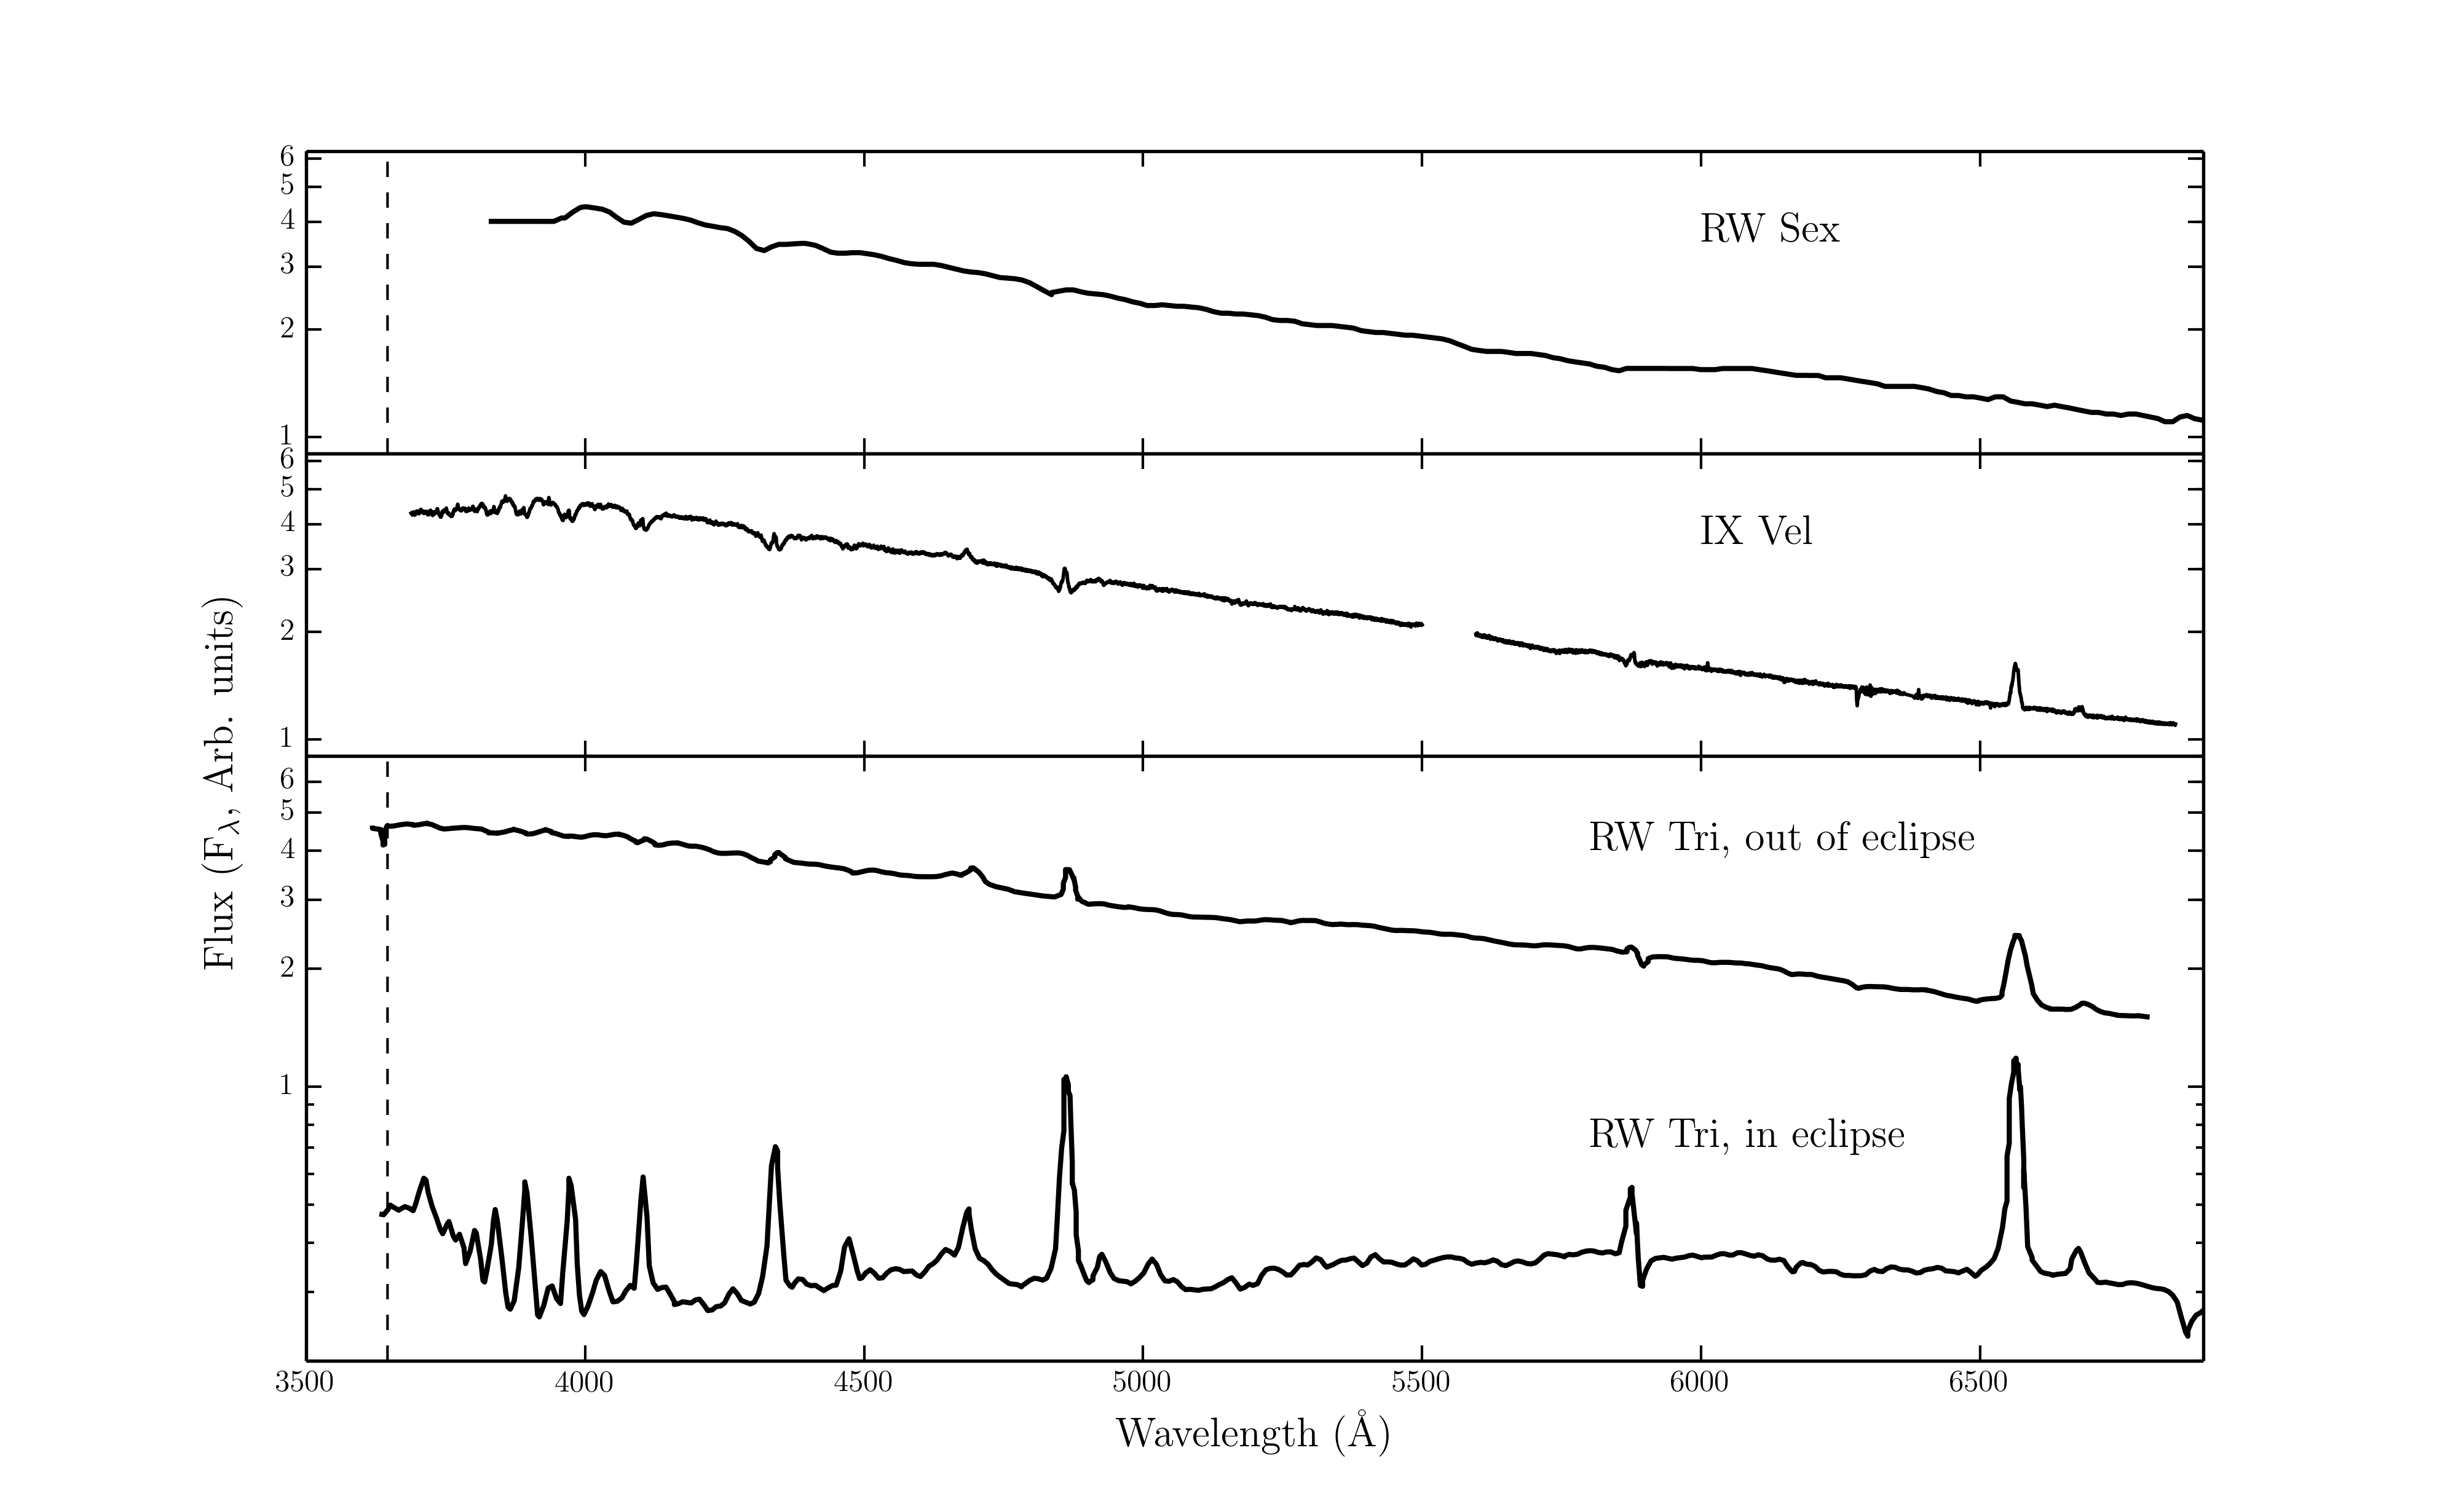 6
5
4
3
2
1
RW Sex
6
5
4
3
2
1
IX Vel
6
5
4
3
2
1
RW Tri, out of eclipse
RW Tri, in eclipse
Flux (Fλ, Arb. units)
3500 4000 4500 5000 5500 6000 6500
Wavelength (Å)